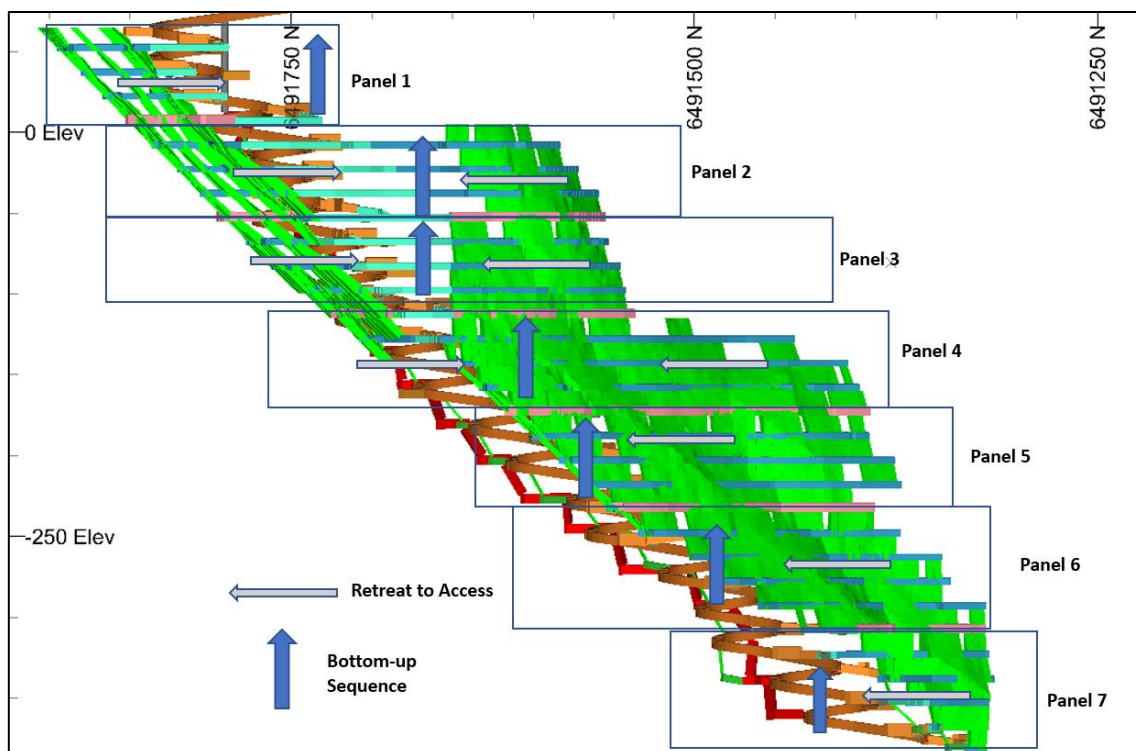 6491750 N
6491500 N
6491250 N
Panel 1
0 Elev
Panel 2
Panel 3
Panel 4
Panel 5
-250 Elev
Panel 6
Retreat to Access
Bottom-up
Sequence
Panel 7